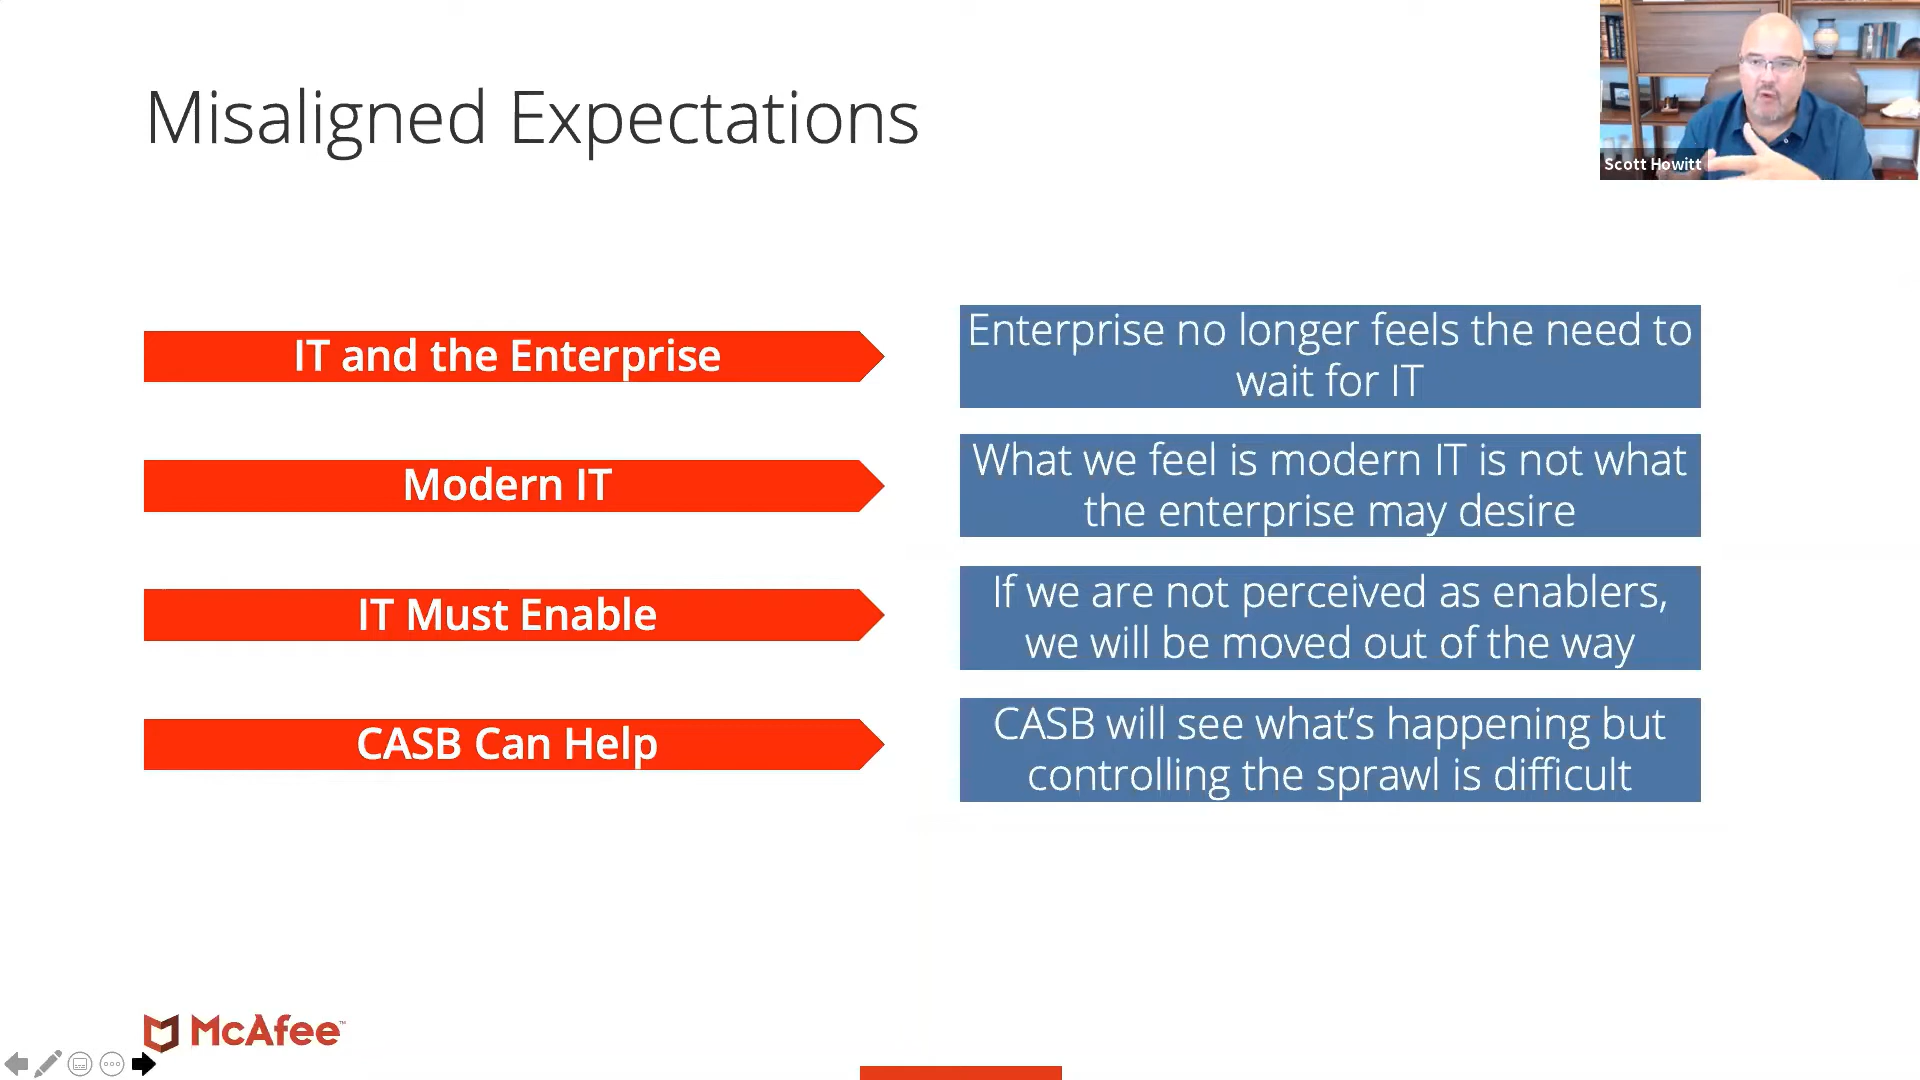 Misaligned Expectations
Scott Howitt
IT and the Enterprise
Enterprise no longer feels the need to
wait for IT
Modern IT
What we feel is modern IT is not what
the enterprise may desire
IT Must Enable
If we are not perceived as enablers,
we will be moved out of the way
CASB Can Help
CASB will see what’s happening but
controlling the sprawl is difficult
McAfee™